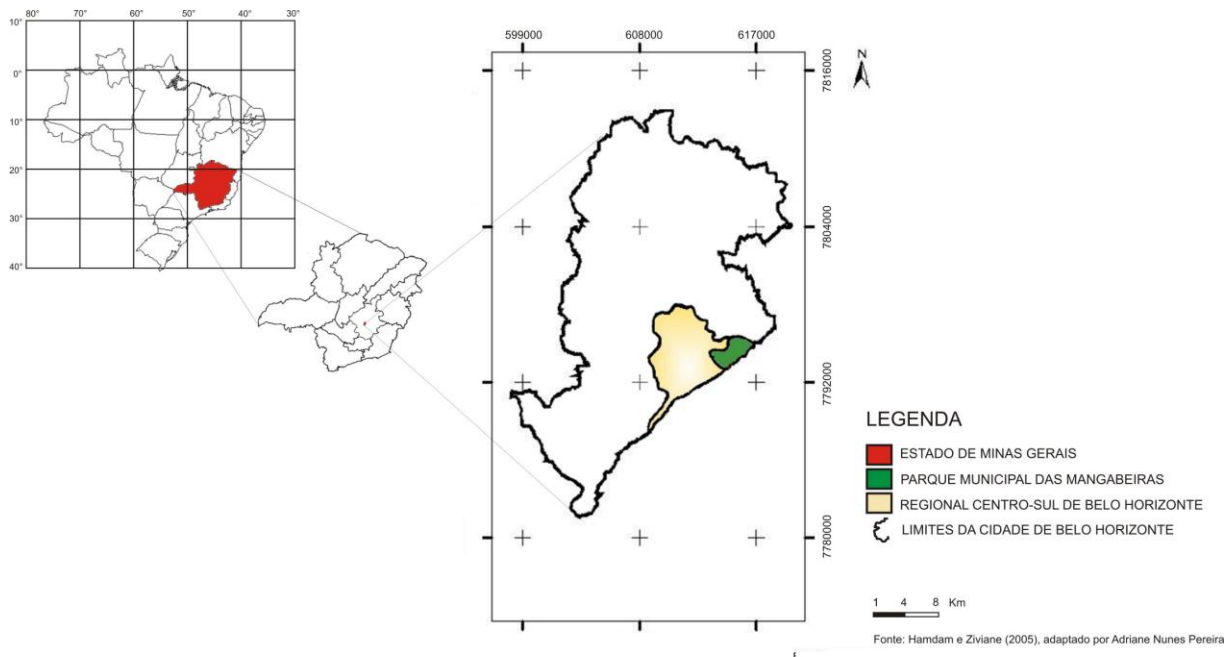 80° 70° 60° 50° 40° 30°
10°
0°
10°
20°
30°
40°
599000 608000 617000
N
7816000
7804000
7792000
7780000
LEGENDA
ESTADO DE MINAS GERAIS
PARQUE MUNICIPAL DAS MANGABEIRAS
REGIONAL CENTRO-SUL DE BELO HORIZONTE
LIMITES DA CIDADE DE BELO HORIZONTE
1 4 8 Km
Fonte: Hamdam e Ziviane (2005), adaptado por Adriane Nunes Pereira